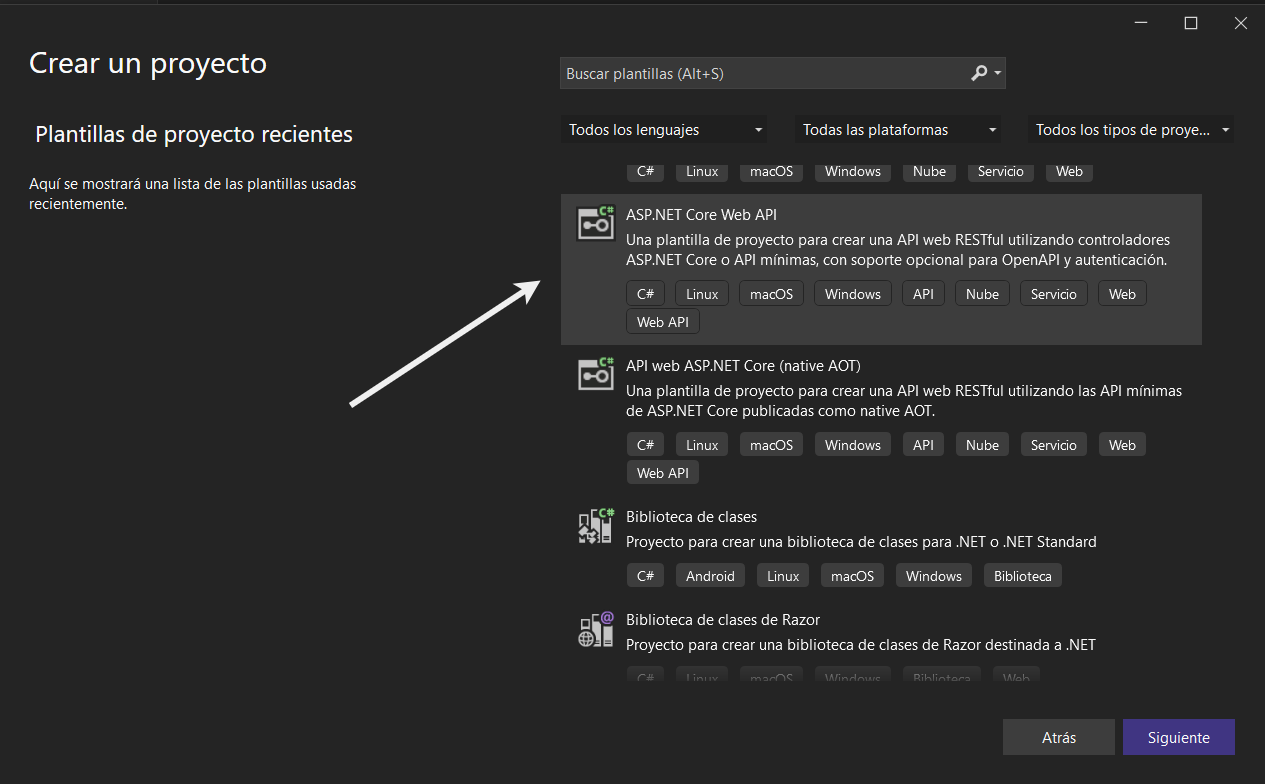 Crear un proyecto
Buscar plantillas (Alt+S)
Plantillas de proyecto recientes
Aquí se mostrará una lista de las plantillas usadas
recientemente.
Todos los lenguajes
Todas las plataformas
Todos los tipos de proye...
C# Linux macOS Windows Nube Servicio Web
C#
ASP.NET Core Web API
Una plantilla de proyecto para crear una API web RESTful utilizando controladores
ASP.NET Core o API mínimas, con soporte opcional para OpenAPI y autenticación.
C# Linux macOS Windows API Nube Servicio Web
Web API
C#
API web ASP.NET Core (native AOT)
Una plantilla de proyecto para crear una API web RESTful utilizando las API mínimas
de ASP.NET Core publicadas como native AOT.
C# Linux macOS Windows API Nube Servicio Web
Web API
C#
Biblioteca de clases
Proyecto para crear una biblioteca de clases para .NET o .NET Standard
C# Android Linux macOS Windows Biblioteca
@
Biblioteca de clases de Razor
Proyecto para crear una biblioteca de clases de Razor destinada a .NET
C# Linux macOS Windows Biblioteca Web
Atrás
Siguiente